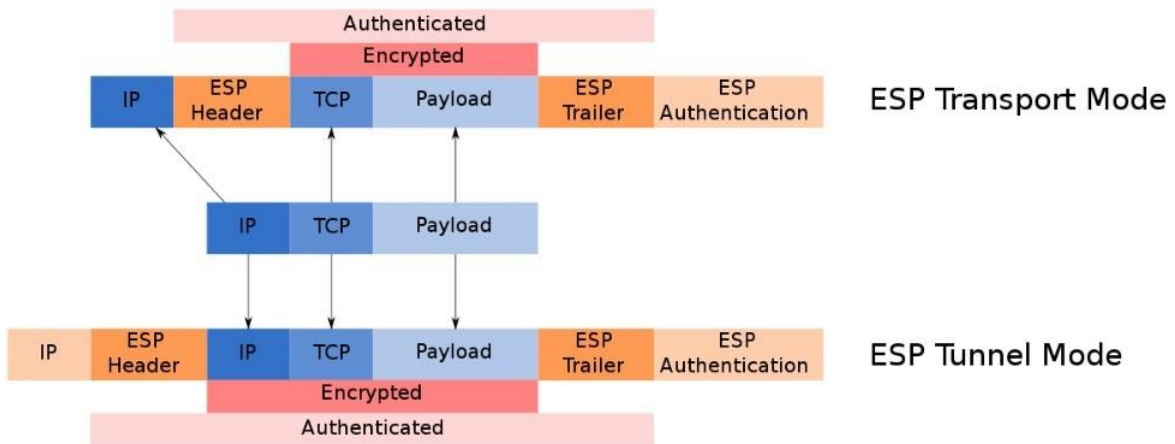 Authenticated
Encrypted
IP ESP Header TCP Payload ESP Trailer ESP Authentication ESP Transport Mode
IP TCP Payload
IP ESP Header IP TCP Payload ESP Trailer ESP Authentication ESP Tunnel Mode
Encrypted
Authenticated